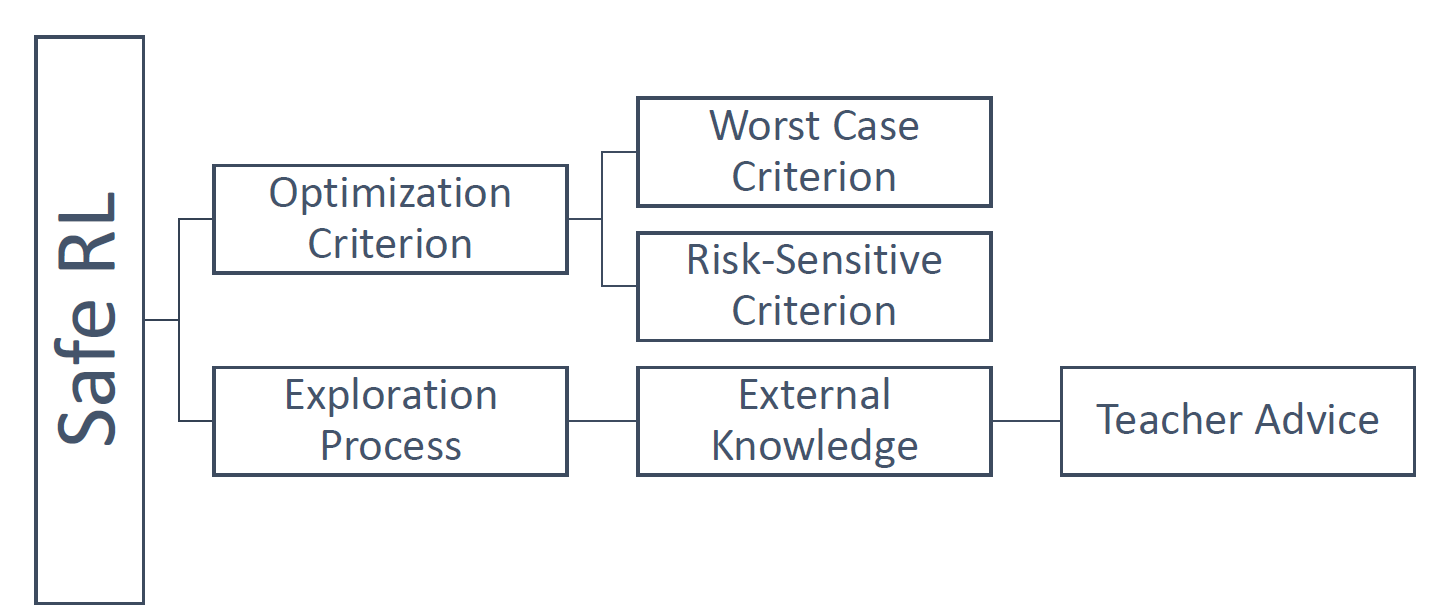 Safe RL
Optimization
Criterion
Worst Case
Criterion
Risk-Sensitive
Criterion
Exploration
Process
External
Knowledge
Teacher Advice